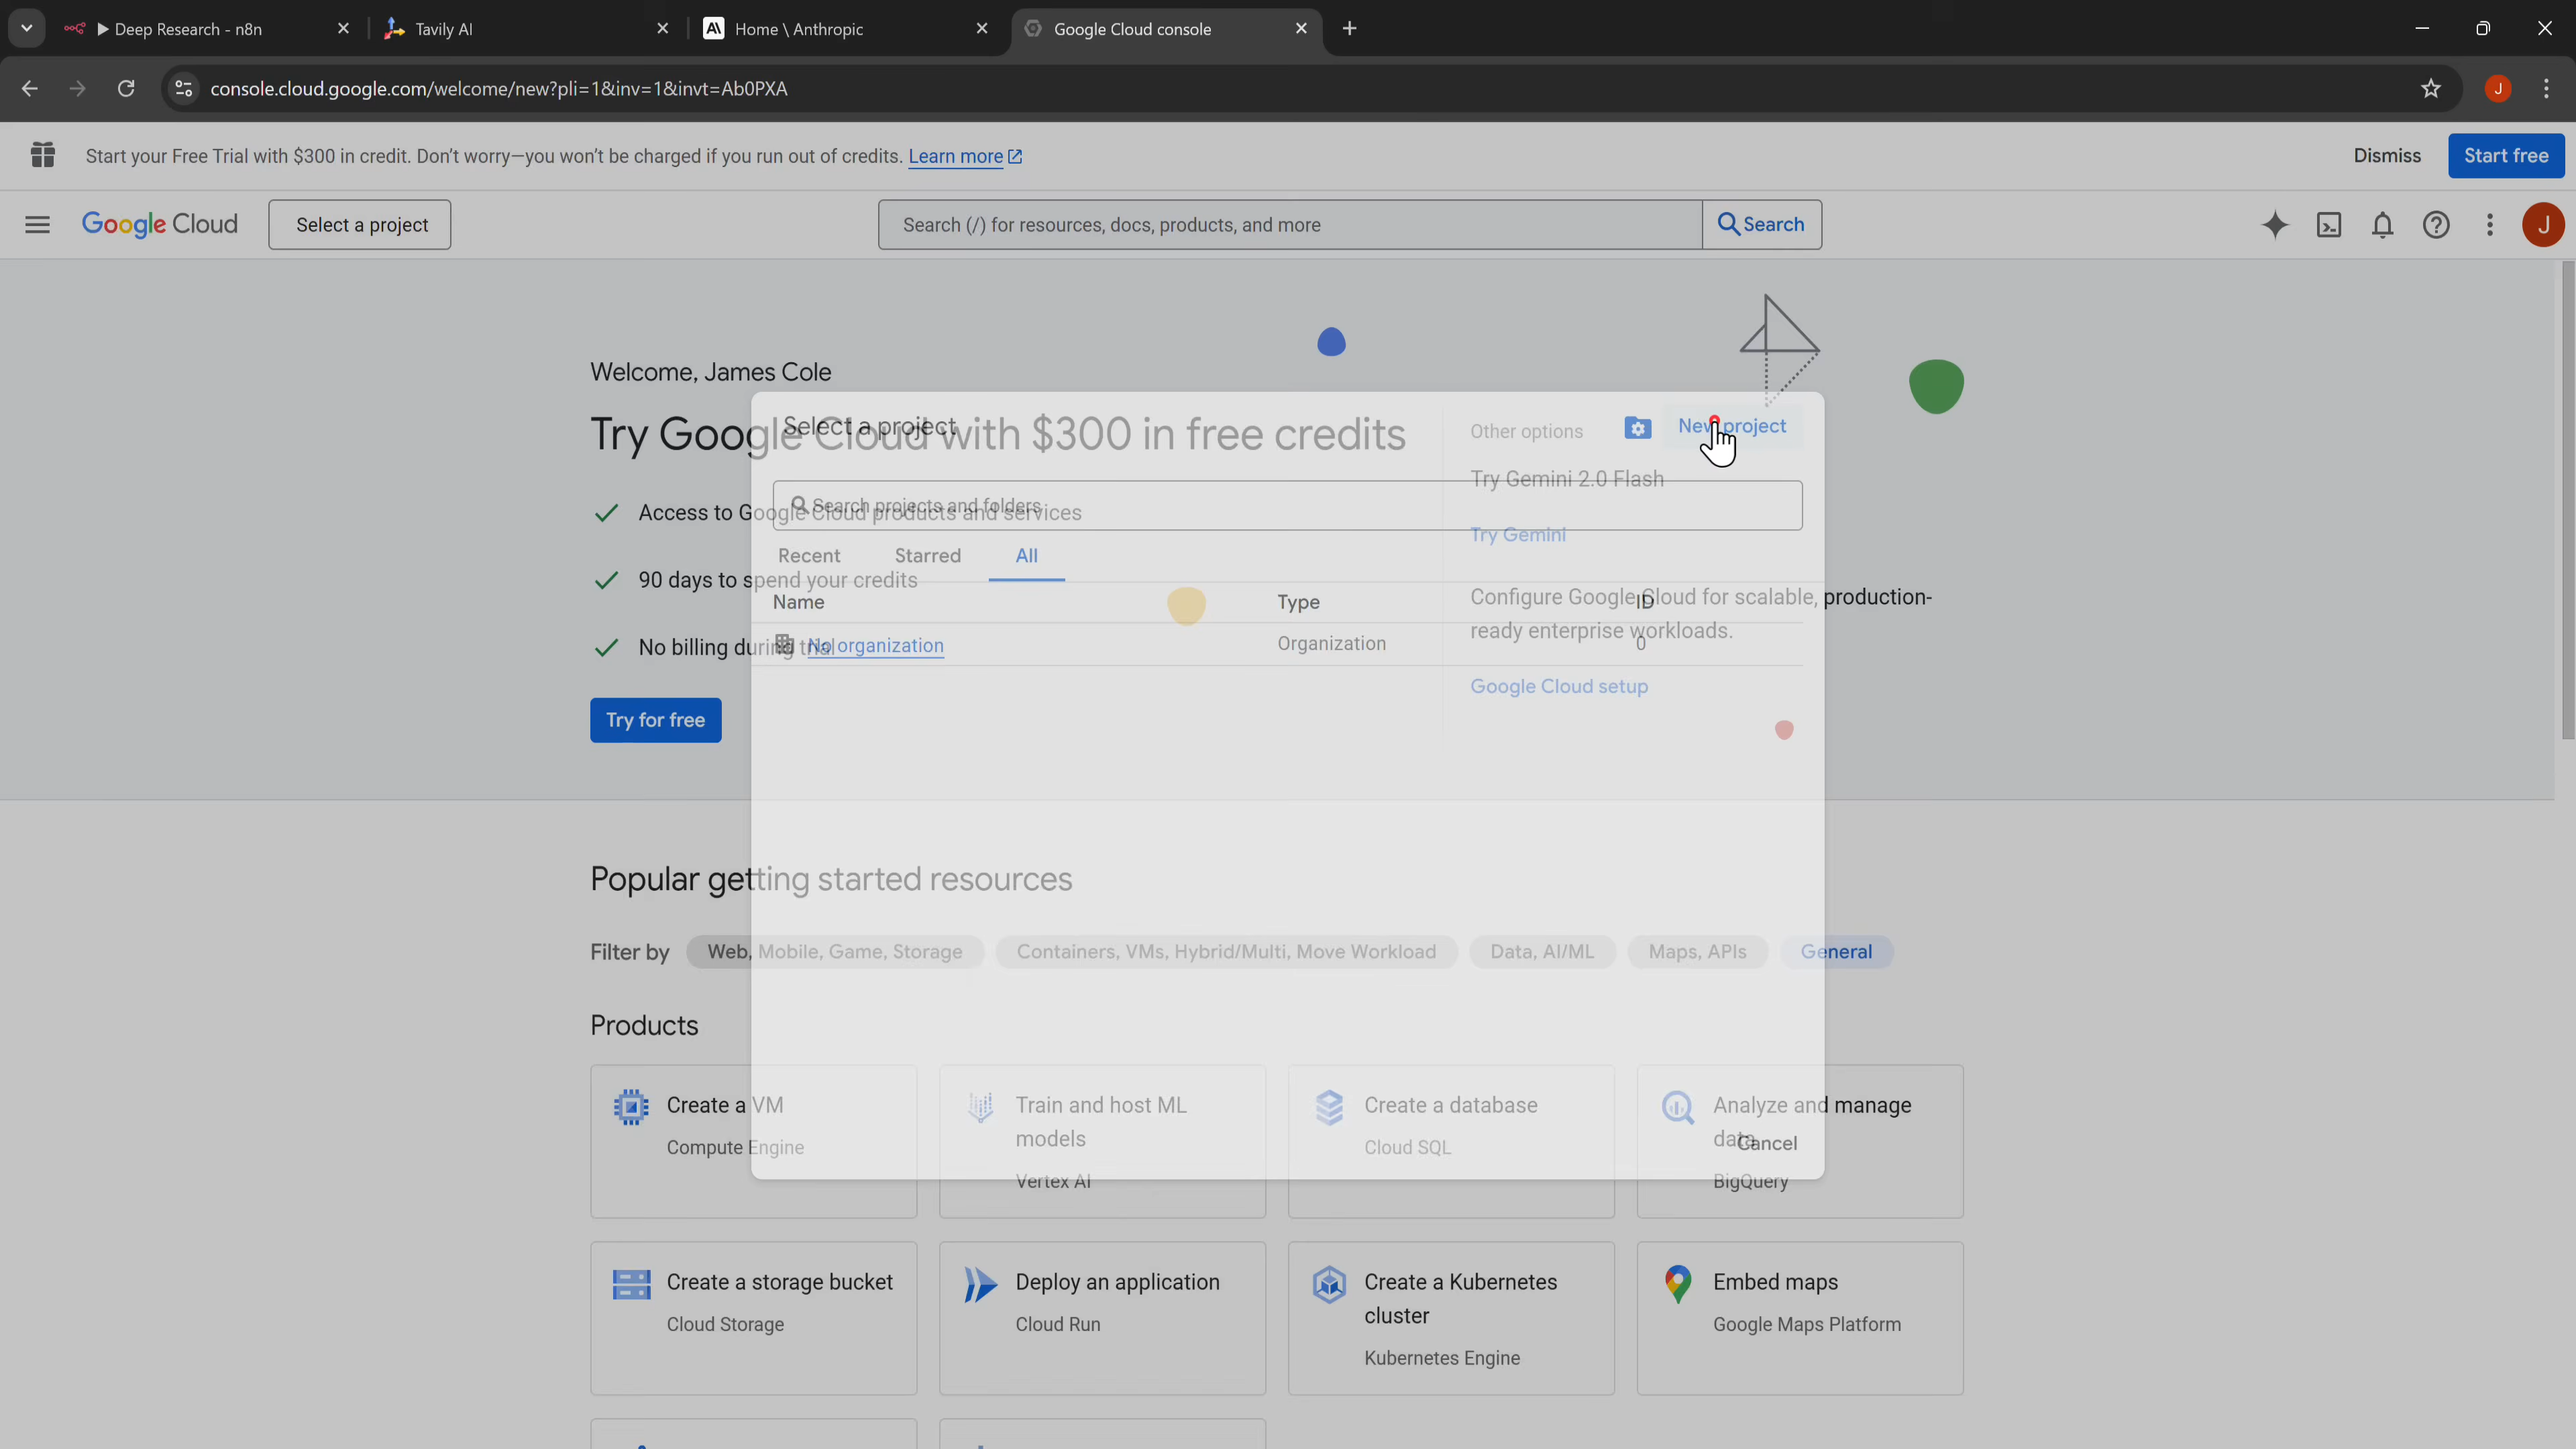 ▶ Deep Research - n8n
Tavily AI
Home \ Anthropic
Google Cloud console
console.cloud.google.com/welcome/new?pli=1&inv=1&invt=Ab0PXA
J
Start your Free Trial with $300 in credit. Don't worry—you won't be charged if you run out of credits. Learn more
Dismiss
Start free
Google Cloud
Select a project
Search (/) for resources, docs, products, and more
Search
J
Welcome, James Cole
Try Google Cloud with $300 in free credits
Select a project
Other options
New project
Try Gemini 2.0 Flash
Search projects and folders
Access to Google Cloud products and services
Try Gemini
Recent
Starred
All
90 days to spend your credits
Name
Type
ID
Configure Google Cloud for scalable, production-
ready enterprise workloads.
No billing during trial
No organization
Organization
0
Google Cloud setup
Try for free
Popular getting started resources
Filter by
Web, Mobile, Game, Storage
Containers, VMs, Hybrid/Multi, Move Workload
Data, AI/ML
Maps, APIs
General
Products
Create a VM
Compute Engine
Train and host ML
models
Vertex AI
Create a database
Cloud SQL
Analyze and manage
data
BigQuery
Cancel
Create a storage bucket
Cloud Storage
Deploy an application
Cloud Run
Create a Kubernetes
cluster
Kubernetes Engine
Embed maps
Google Maps Platform